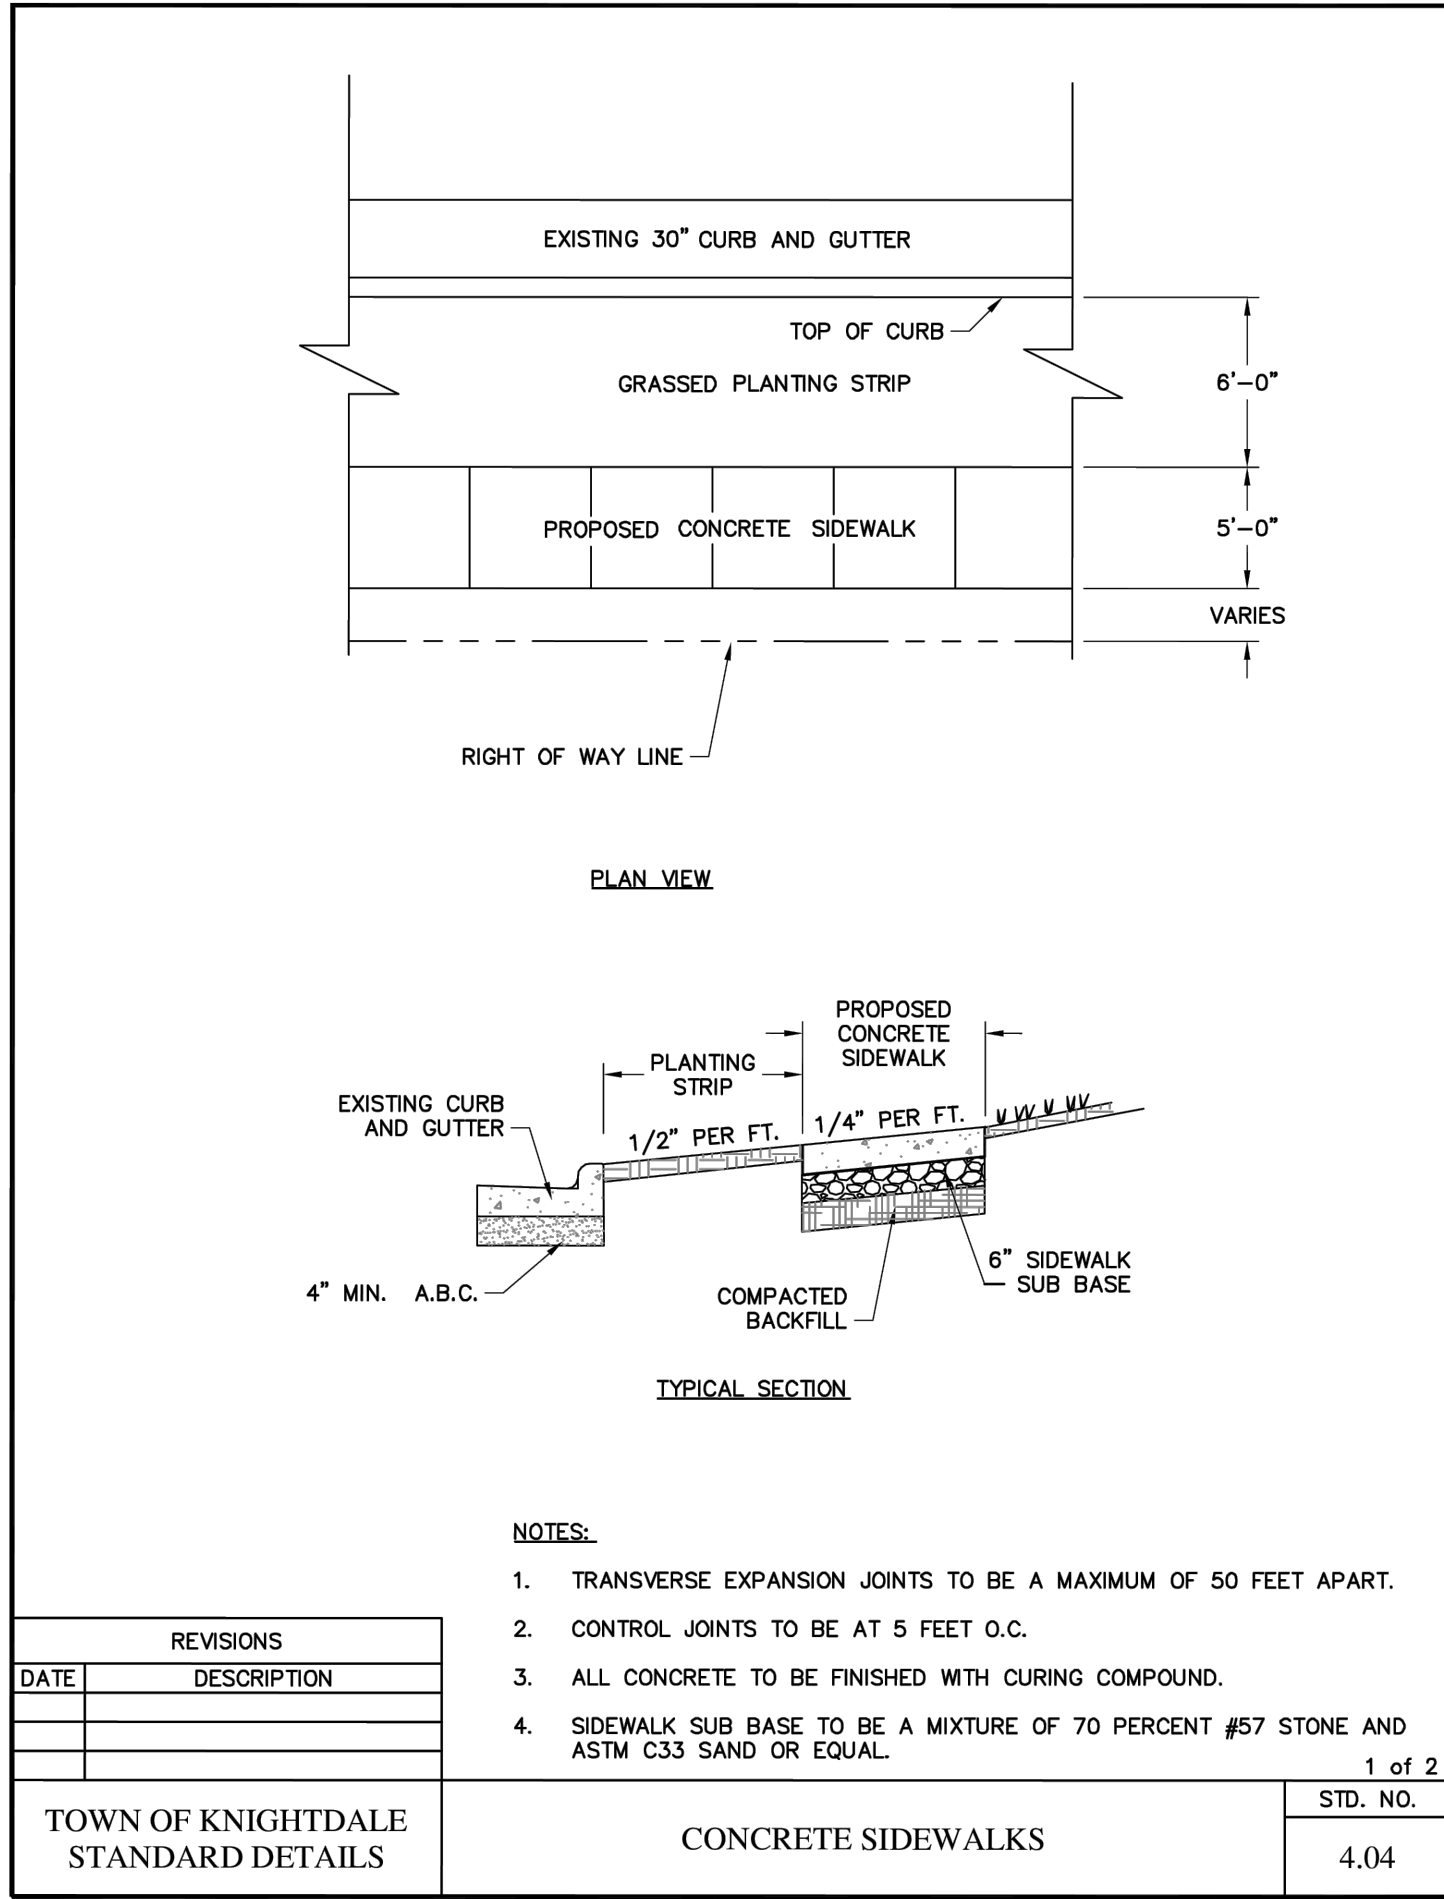 EXISTING 30" CURB AND GUTTER
TOP OF CURB
GRASSED PLANTING STRIP
6'-0"
PROPOSED CONCRETE SIDEWALK
5'-0"
VARIES
RIGHT OF WAY LINE
PLAN VIEW
PROPOSED
CONCRETE
SIDEWALK
PLANTING
STRIP
EXISTING CURB
AND GUTTER
1/2" PER FT.
1/4" PER FT.
6" SIDEWALK
SUB BASE
4" MIN. A.B.C.
COMPACTED
BACKFILL
TYPICAL SECTION
NOTES:
1. TRANSVERSE EXPANSION JOINTS TO BE A MAXIMUM OF 50 FEET APART.
2. CONTROL JOINTS TO BE AT 5 FEET O.C.
3. ALL CONCRETE TO BE FINISHED WITH CURING COMPOUND.
4. SIDEWALK SUB BASE TO BE A MIXTURE OF 70 PERCENT #57 STONE AND
ASTM C33 SAND OR EQUAL.
1 of 2
REVISIONS
DATE DESCRIPTION
TOWN OF KNIGHTDALE
STANDARD DETAILS
CONCRETE SIDEWALKS
STD. NO.
4.04